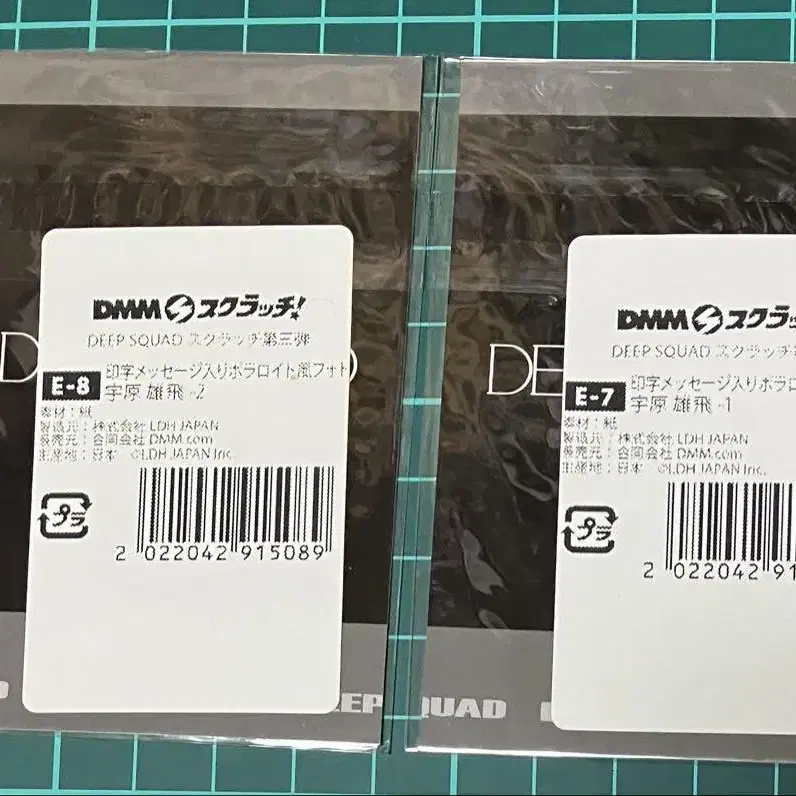 DMM スクラッチ!
DEEP SQUAD スクラッチ第三弾
E-8 印字メッセージ入りポラロイド風フォト
宇原 雄飛 -2
素材：紙
製造元：株式会社 LDH JAPAN
販売元：合同会社 DMM.com
生産地：日本 ©LDH JAPAN Inc.
プラ
2 022042 915089
D
DMM スクラッ
DEEP SQUAD スクラッチ
E-7 印字メッセージ入りポラロ
宇原 雄飛 -1
素材：紙
製造元：株式会社 LDH JAPAN
販売元：合同会社 DMM.com
生産地：日本 ©LDH JAPAN Inc.
プラ
2 022042 91
DE
EEP SQUAD